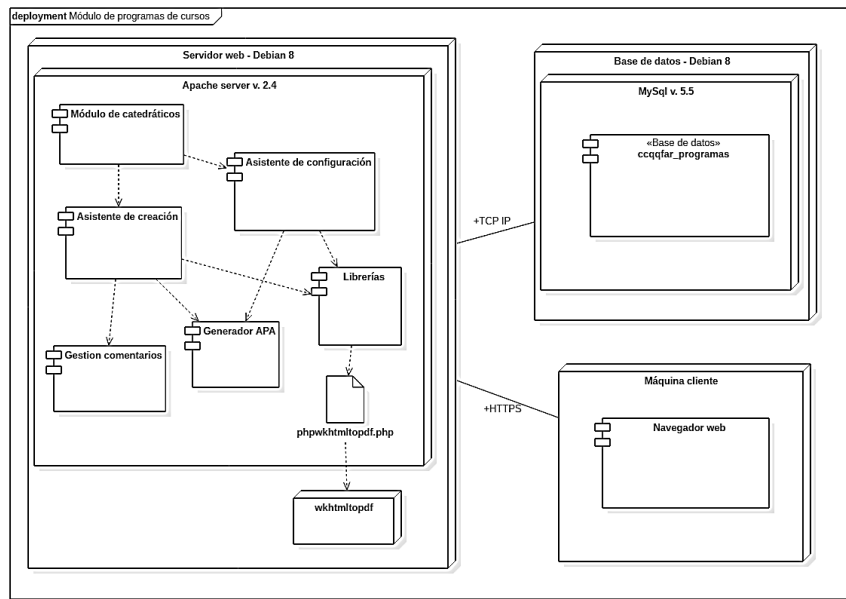 deployment Módulo de programas de cursos
Servidor web - Debian 8
Apache server v. 2.4
Módulo de catedráticos
Asistente de configuración
Asistente de creación
Librerías
Generador APA
Gestion comentarios
phpwkhtmltopdf.php
wkhtmltopdf
+TCP IP
+HTTPS
Base de datos - Debian 8
MySql v. 5.5
«Base de datos»
ccqqfar_programas
Máquina cliente
Navegador web